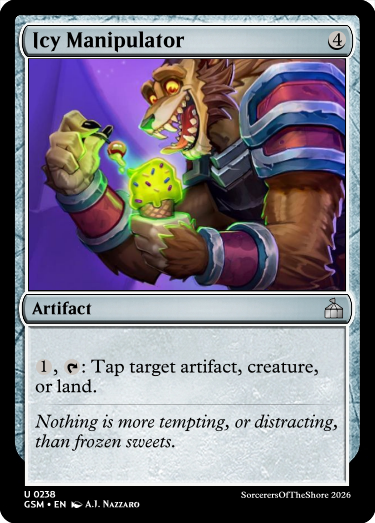 Icy Manipulator 4
Artifact
1, : Tap target artifact, creature,
or land.
Nothing is more tempting, or distracting,
than frozen sweets.
U 0238
GSM • EN A.J. Nazzaro
SorcerersOfTheShore 2026